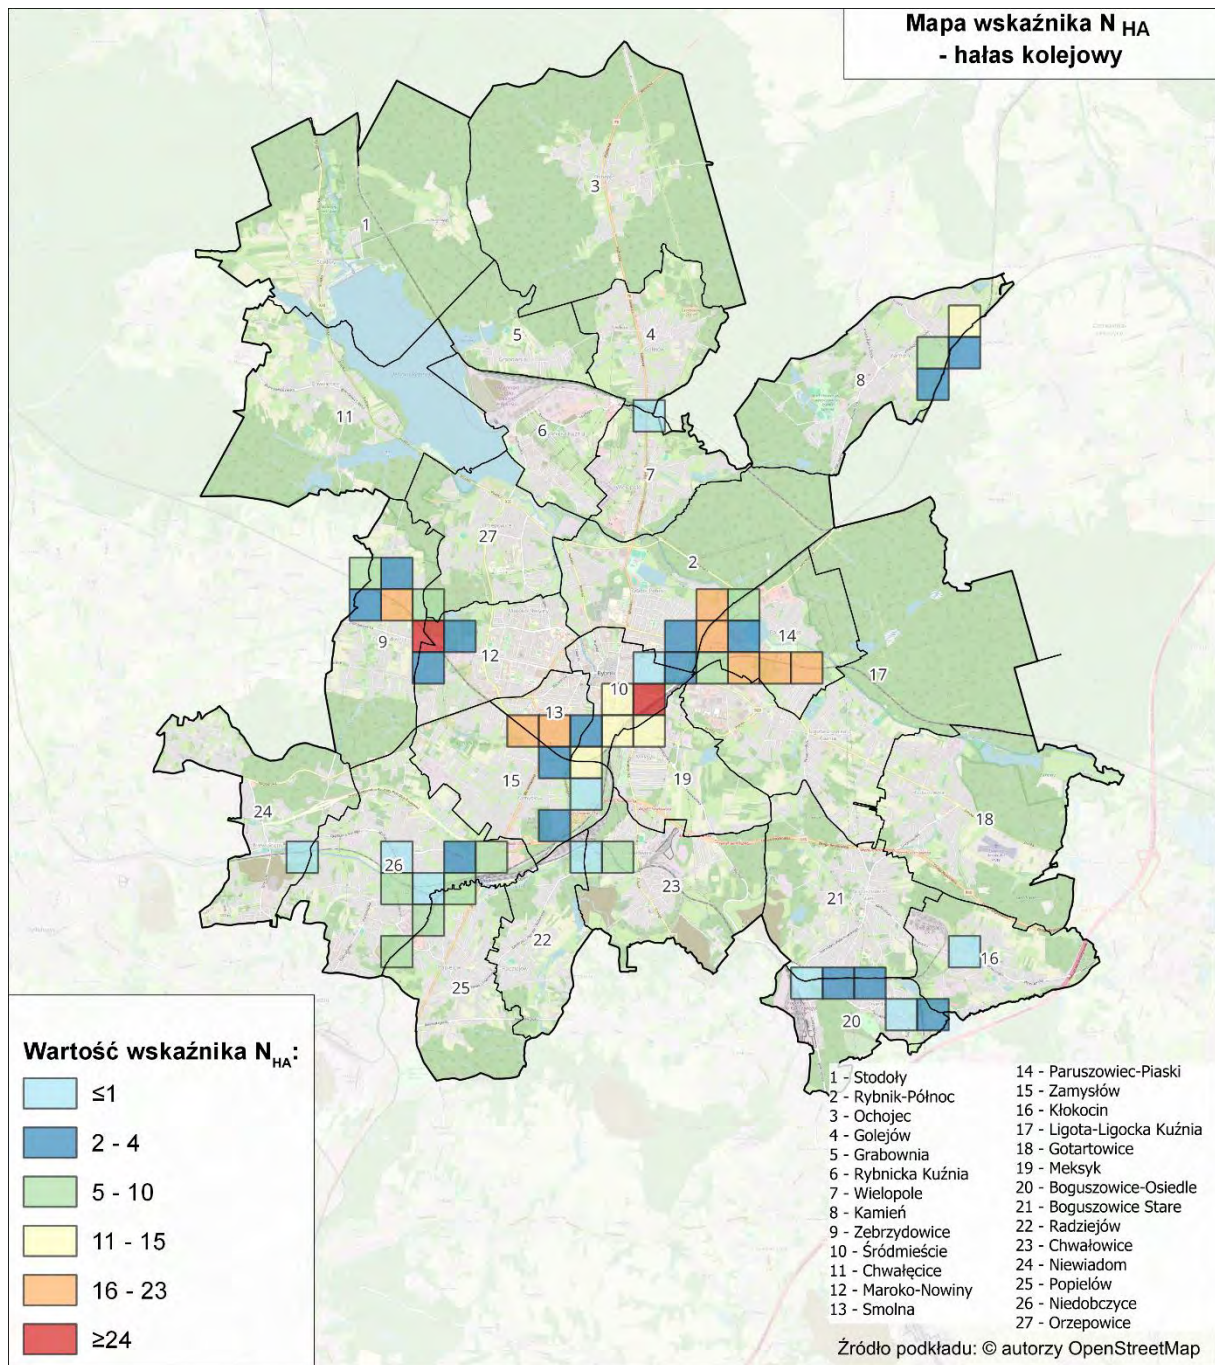 Mapa wskaźnika N HA
- hałas kolejowy
3
1
5
4
8
11
6
7
27
2
9
12
14
17
10
13
15
19
24
18
26
23
21
22
16
25
20
Wartość wskaźnika N HA:
≤1
2 - 4
5 - 10
11 - 15
16 - 23
≥24
1 - Stodoły
2 - Rybnik-Północ
3 - Ochojec
4 - Golejów
5 - Grabownia
6 - Rybnicka Kuźnia
7 - Wielopole
8 - Kamień
9 - Zebrzydowice
10 - Śródmieście
11 - Chwałęcice
12 - Maroko-Nowiny
13 - Smolna
14 - Paruszowiec-Piaski
15 - Zamysłów
16 - Kłokocin
17 - Ligota-Ligocka Kuźnia
18 - Gotartowice
19 - Meksyk
20 - Boguszowice-Osiedle
21 - Boguszowice Stare
22 - Radziejów
23 - Chwałowice
24 - Niewiadom
25 - Popielów
26 - Niedobczyce
27 - Orzepowice
Źródło podkładu: © autorzy OpenStreetMap